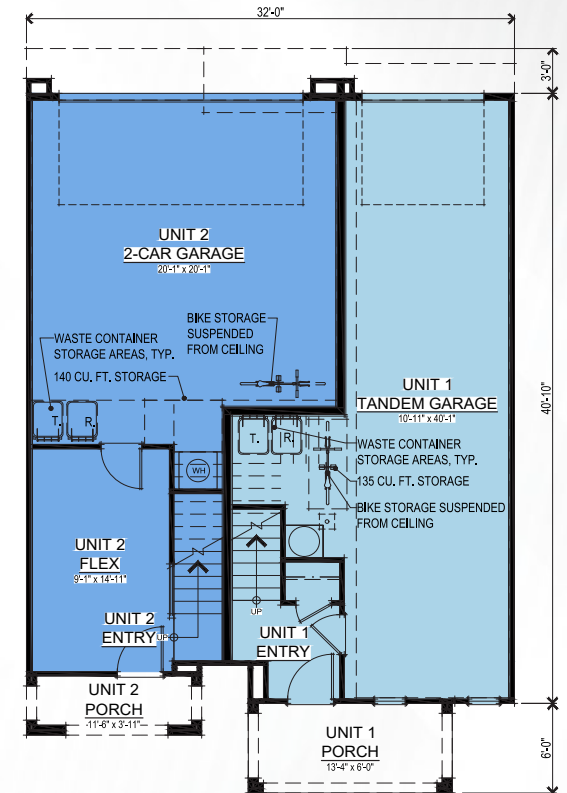 32'-0"
3'-0"
UNIT 2
2-CAR GARAGE
20'-1" x 20'-1"
BIKE STORAGE
SUSPENDED
FROM CEILING
WASTE CONTAINER
STORAGE AREAS, TYP.
140 CU. FT. STORAGE
T.
R.
WH
UNIT 1
TANDEM GARAGE
10'-11" x 40'-1"
40'-10"
T.
R.
WASTE CONTAINER
STORAGE AREAS, TYP.
135 CU. FT. STORAGE
BIKE STORAGE SUSPENDED
FROM CEILING
UNIT 2
FLEX
9'-1" x 14'-11"
UNIT 2
ENTRY
UP
UP
UNIT 1
ENTRY
UNIT 2
PORCH
11'-6" x 3'-11"
UNIT 1
PORCH
13'-4" x 6'-0"
6'-0"